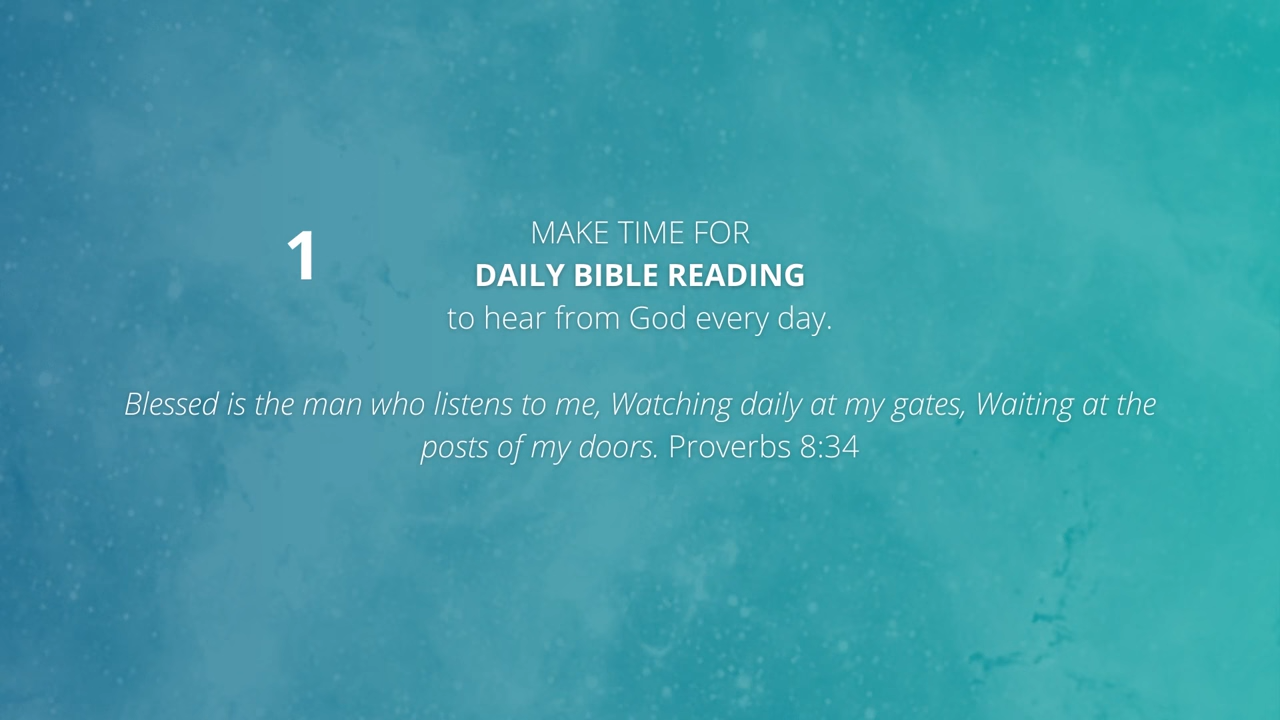 1
MAKE TIME FOR
DAILY BIBLE READING
to hear from God every day.
Blessed is the man who listens to me, Watching daily at my gates, Waiting at the
posts of my doors. Proverbs 8:34